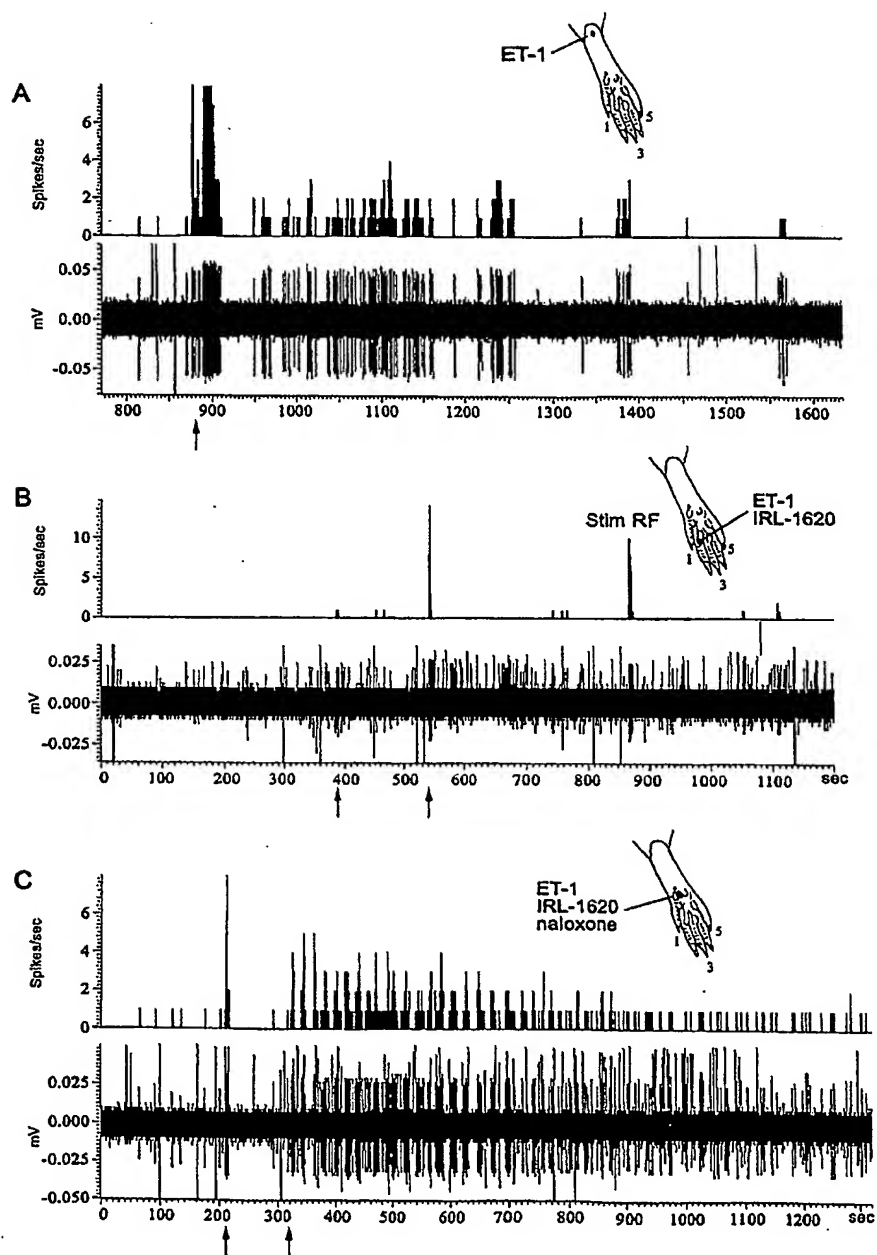 ET-1
A
5
1
3
Spikes/sec
6
4
2
0
mV
0.05
0.00
-0.05
800 900 1000 1100 1200 1300 1400 1500 1600
B
ET-1
IRL-1620
Stim RF
5
1
3
Spikes/sec
10
5
0
mV
0.025
0.000
-0.025
0 100 200 300 400 500 600 700 800 900 1000 1100 sec
C
ET-1
IRL-1620
naloxone
5
1
3
Spikes/sec
6
4
2
0
mV
0.025
0.000
-0.025
-0.050
0 100 200 300 400 500 600 700 800 900 1000 1100 1200 sec